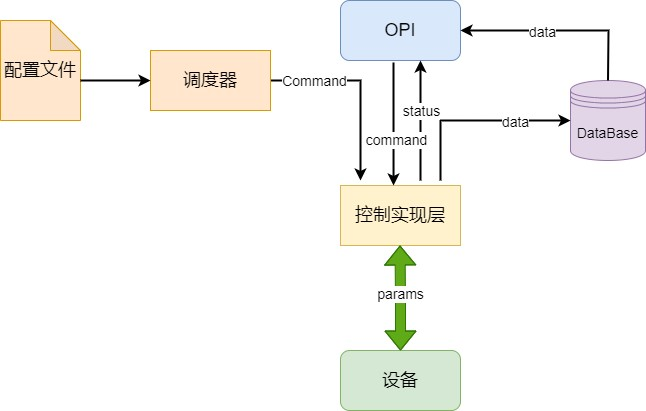 OPI
data
配置文件
调度器
Command
status
command
data
DataBase
控制实现层
params
设备